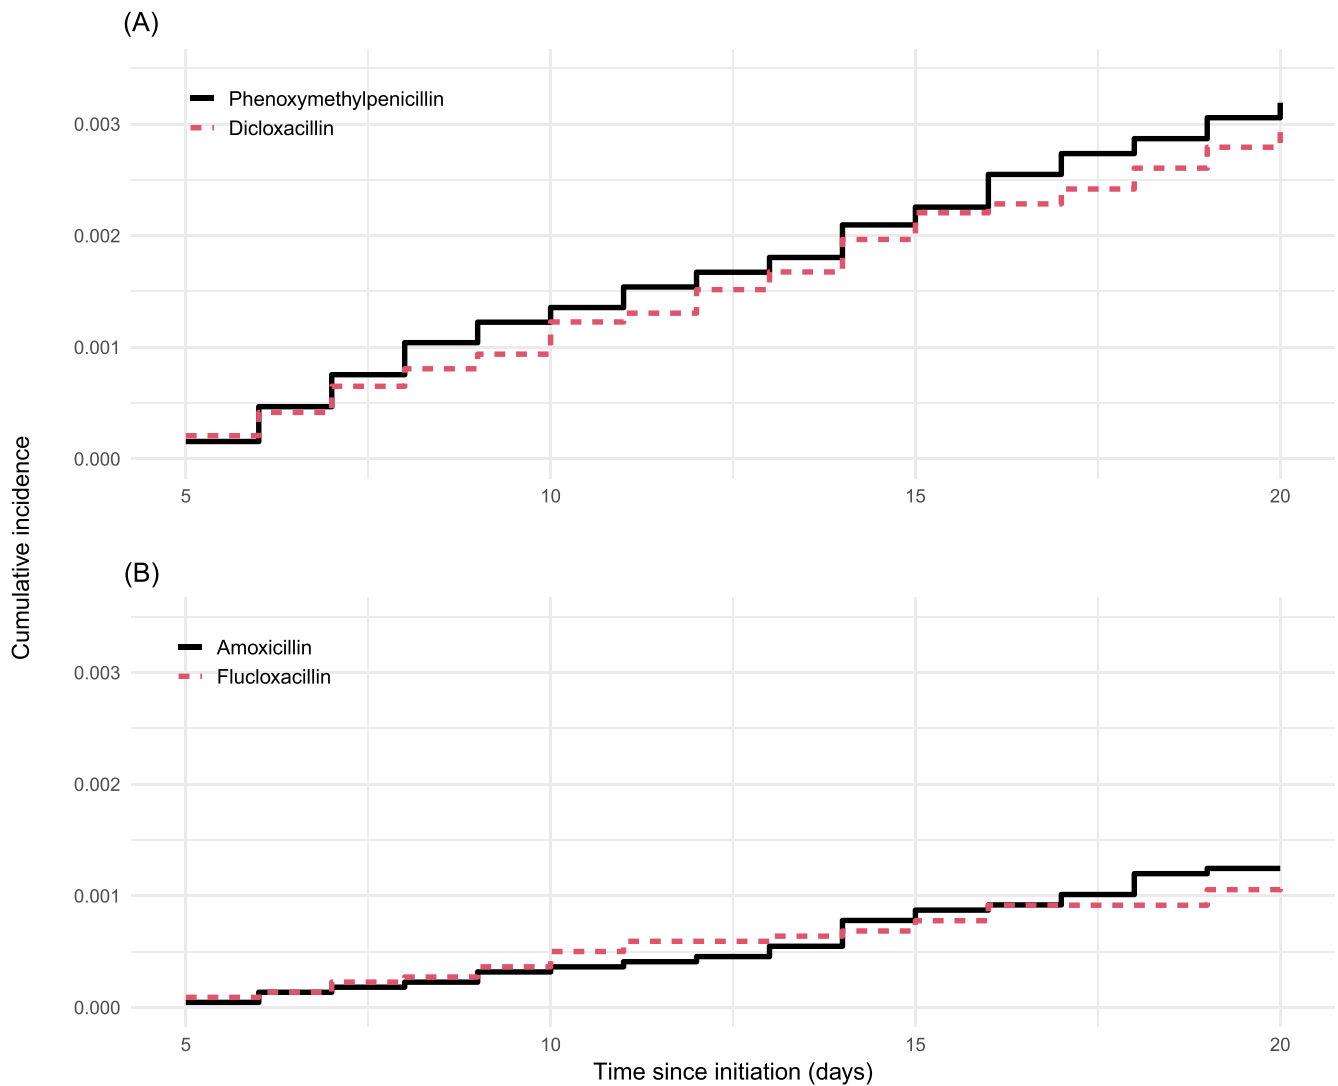 (A)
Phenoxymethylpenicillin
Dicloxacillin
0.003
0.002
0.001
0.000
5 10 15 20
Cumulative incidence
(B)
Amoxicillin
Flucloxacillin
0.003
0.002
0.001
0.000
5 10 15 20
Time since initiation (days)